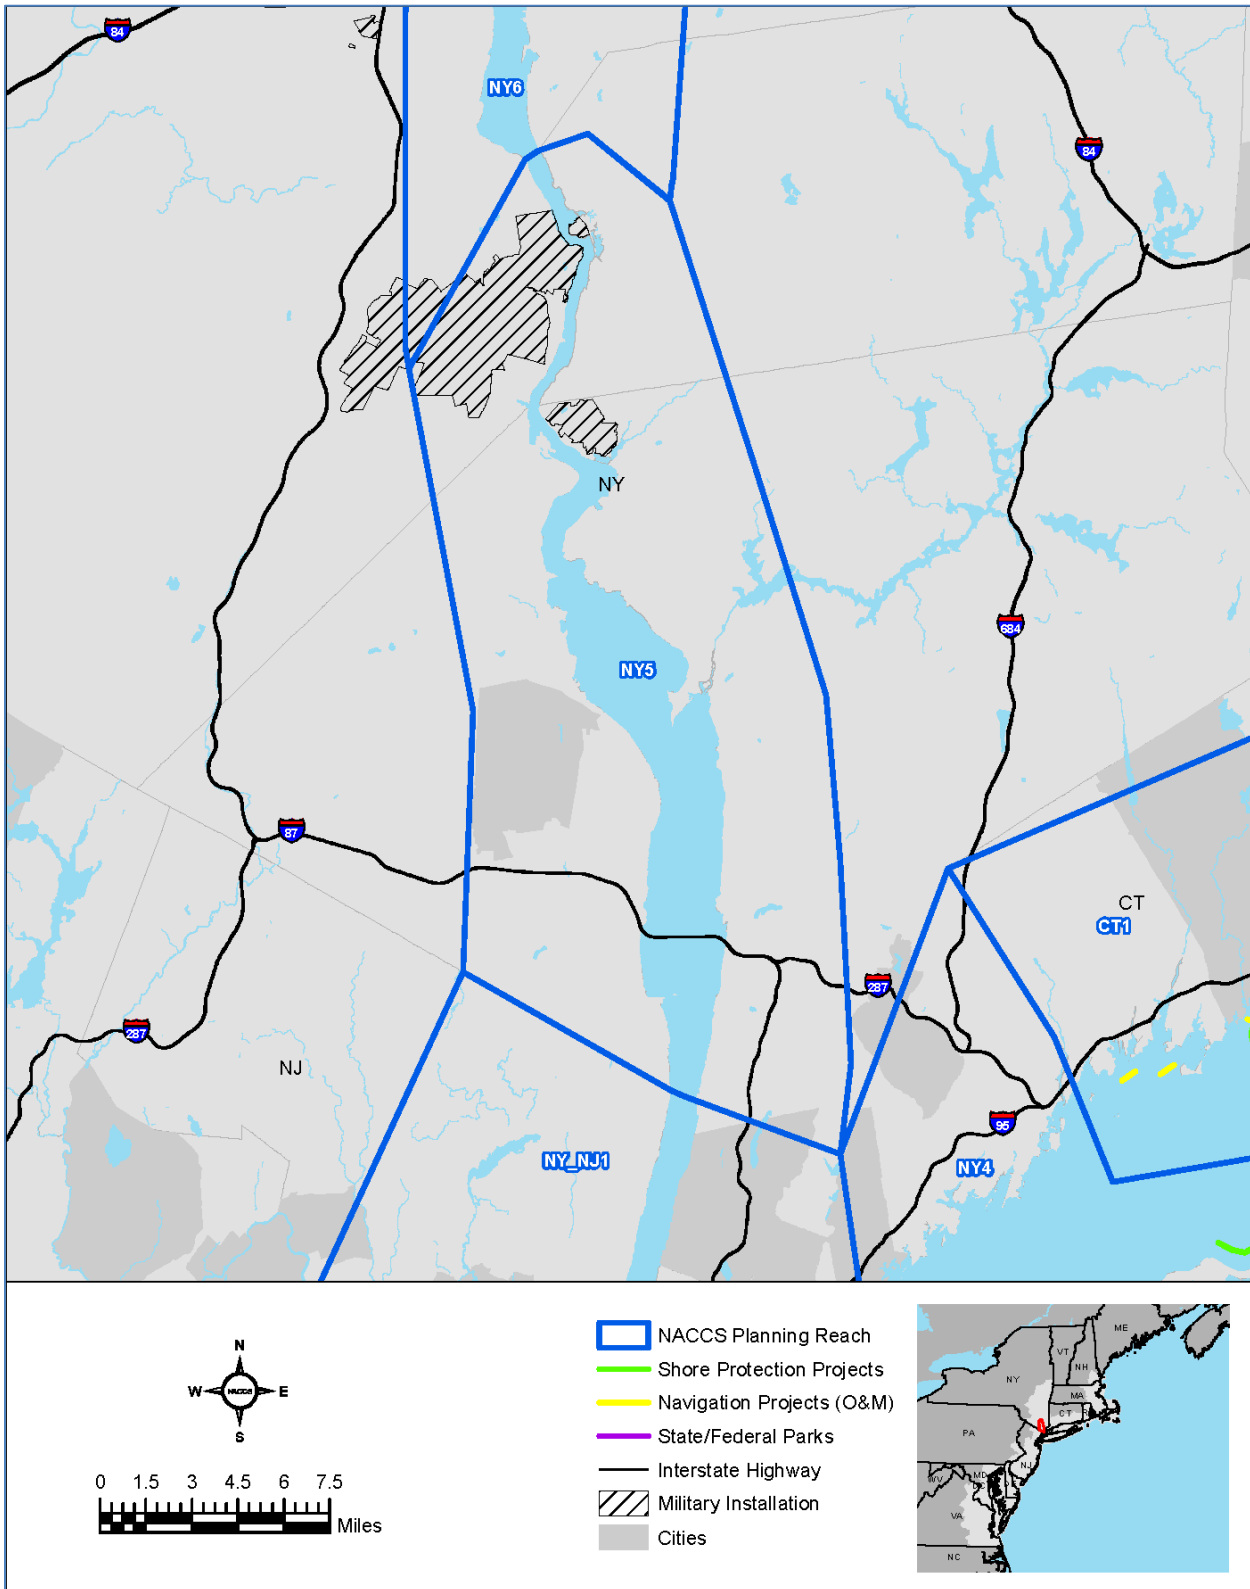 84
NY6
84
NY
684
NY5
87
CT
CT1
287
287
NJ
95
NY_NJ1
NY4
N
W
NACCS
E
S
0 1.5 3 4.5 6 7.5
Miles
NACCS Planning Reach
Shore Protection Projects
Navigation Projects (O&M)
State/Federal Parks
Interstate Highway
Military Installation
Cities
ME
VT
NH
NY
MA
CT
PA
NJ
MD
WV
VA
NC